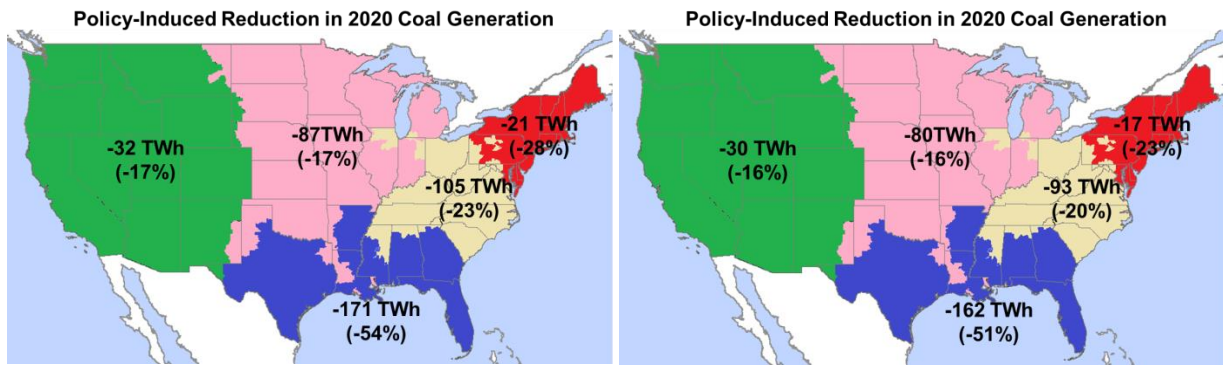 Policy-Induced Reduction in 2020 Coal Generation
-32 TWh
(-17%)
-87TWh
(-17%)
-21 TWh
(-28%)
-105 TWh
(-23%)
-171 TWh
(-54%)
Policy-Induced Reduction in 2020 Coal Generation
-30 TWh
(-16%)
-80TWh
(-16%)
-17 TWh
(-23%)
-93 TWh
(-20%)
-162 TWh
(-51%)